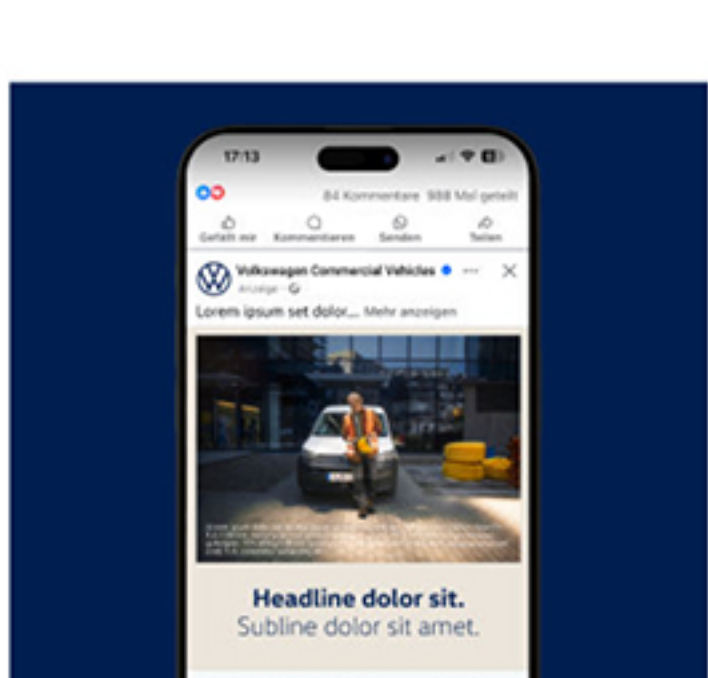 17:13
84 Kommentare 988 Mal geteilt
Gefällt mir Kommentieren Senden Teilen
Volkswagen Commercial Vehicles
Anzeige
Lorem ipsum set dolor... Mehr anzeigen
Headline dolor sit.
Subline dolor sit amet.